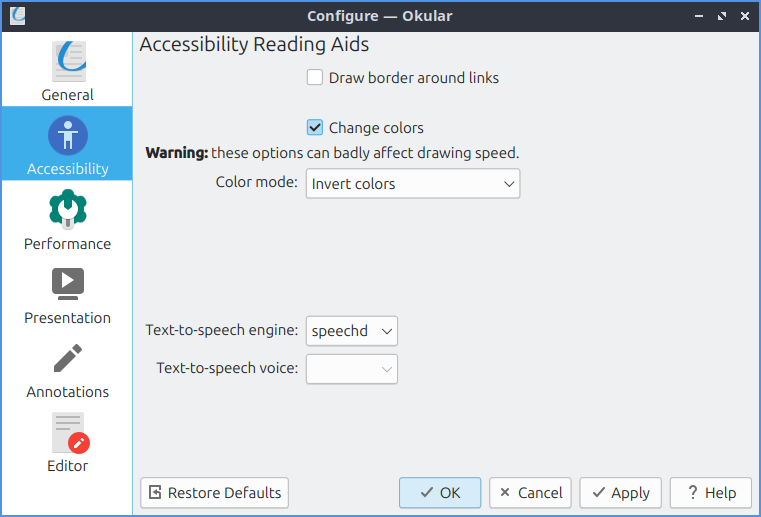 Configure — Okular
General
Accessibility
Performance
Presentation
Annotations
Editor
Accessibility Reading Aids
Draw border around links
Change colors
Warning: these options can badly affect drawing speed.
Color mode: Invert colors
Text-to-speech engine: speechd
Text-to-speech voice:
Restore Defaults OK Cancel Apply ? Help